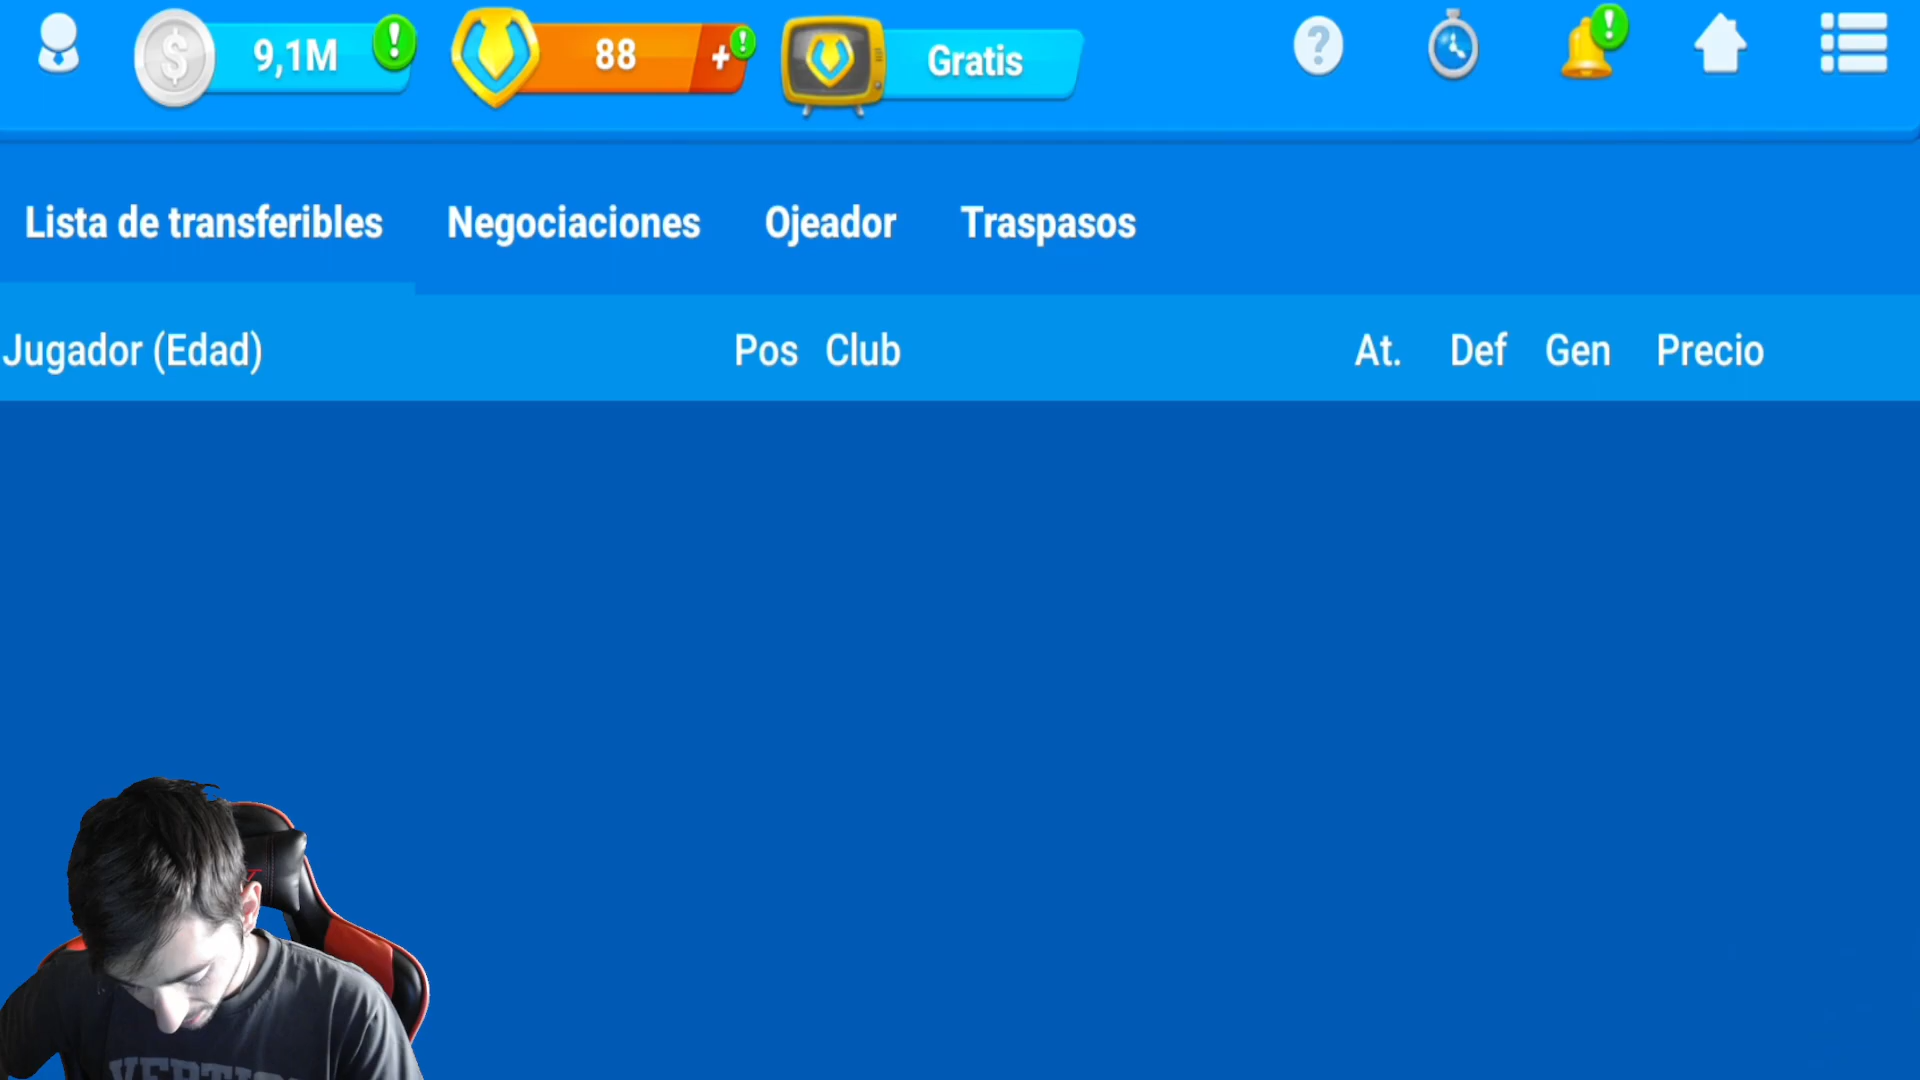 9,1M
88
+
Gratis
Lista de transferibles
Negociaciones
Ojeador
Traspasos
Jugador (Edad)
Pos
Club
At.
Def
Gen
Precio